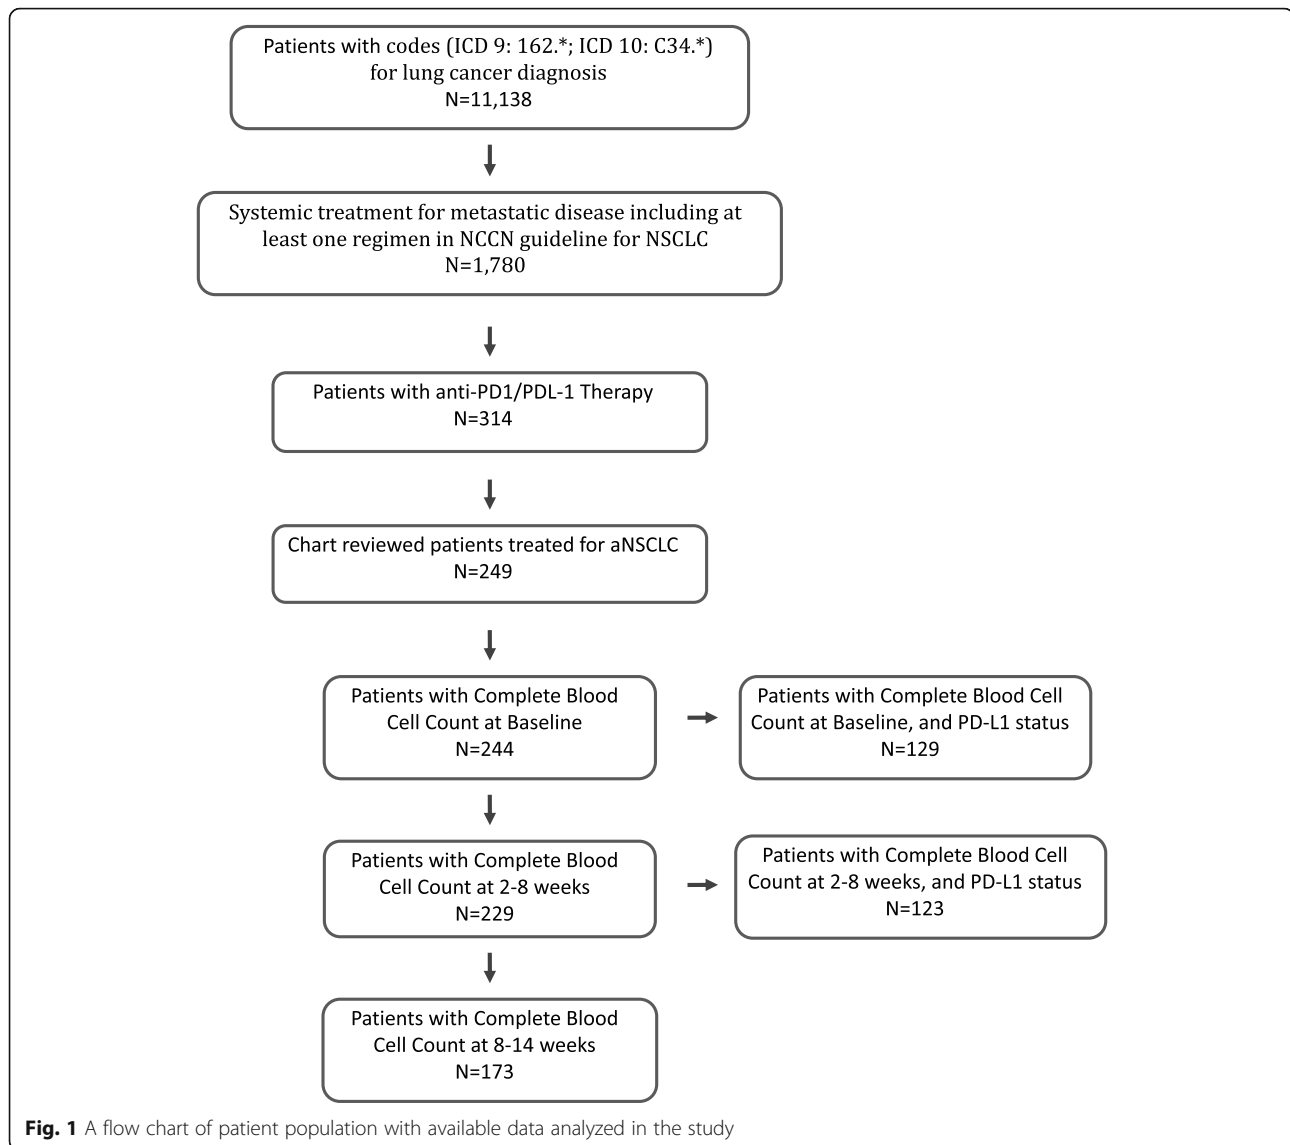 Patients with codes (ICD 9: 162.*; ICD 10: C34.*)
for lung cancer diagnosis
N=11,138
Systemic treatment for metastatic disease including at
least one regimen in NCCN guideline for NSCLC
N=1,780
Patients with anti-PD1/PDL-1 Therapy
N=314
Chart reviewed patients treated for aNSCLC
N=249
Patients with Complete Blood
Cell Count at Baseline
N=244
Patients with Complete Blood Cell
Count at Baseline, and PD-L1 status
N=129
Patients with Complete Blood
Cell Count at 2-8 weeks
N=229
Patients with Complete Blood Cell
Count at 2-8 weeks, and PD-L1 status
N=123
Patients with Complete Blood
Cell Count at 8-14 weeks
N=173
Fig. 1 A flow chart of patient population with available data analyzed in the study